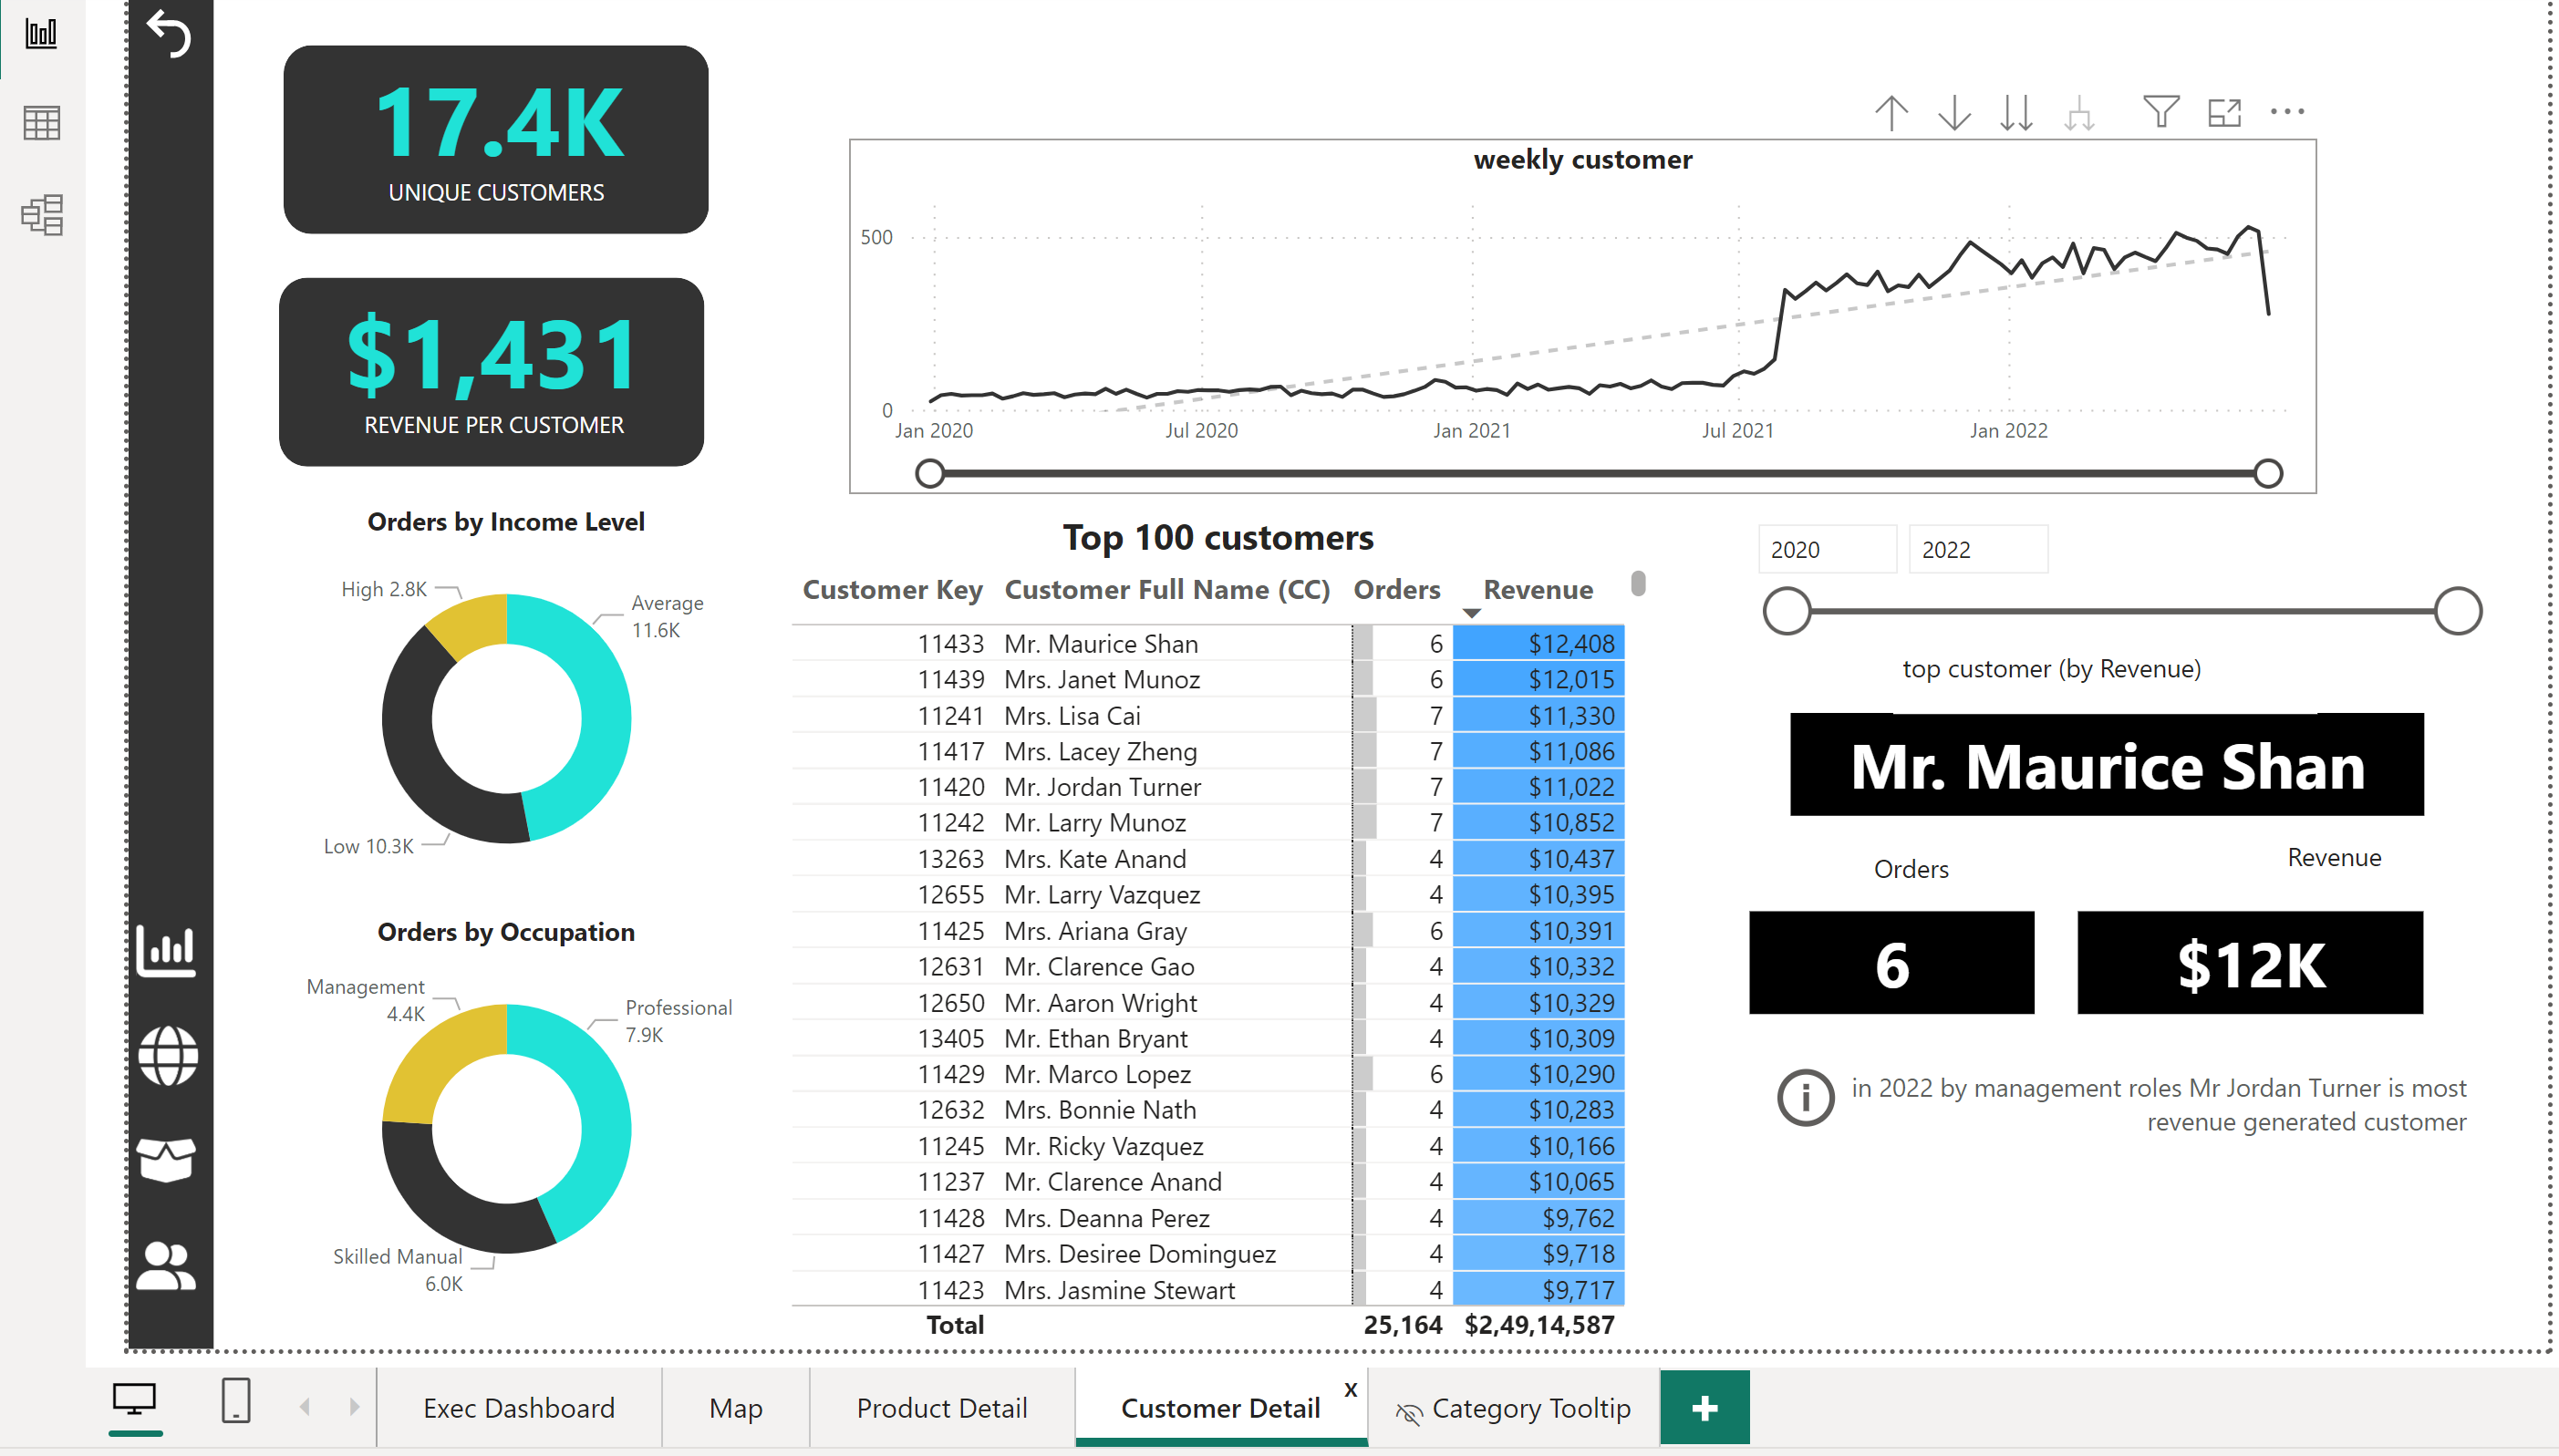 17.4K
UNIQUE CUSTOMERS
$1,431
REVENUE PER CUSTOMER
weekly customer
500
0
Jan 2020 Jul 2020 Jan 2021 Jul 2021 Jan 2022
Orders by Income Level
High 2.8K
Average
11.6K
Low 10.3K
Orders by Occupation
Management
4.4K
Professional
7.9K
Skilled Manual
6.0K
Top 100 customers
Customer Key Customer Full Name (CC) Orders Revenue
11433 Mr. Maurice Shan 6 $12,408
11439 Mrs. Janet Munoz 6 $12,015
11241 Mrs. Lisa Cai 7 $11,330
11417 Mrs. Lacey Zheng 7 $11,086
11420 Mr. Jordan Turner 7 $11,022
11242 Mr. Larry Munoz 7 $10,852
13263 Mrs. Kate Anand 4 $10,437
12655 Mr. Larry Vazquez 4 $10,395
11425 Mrs. Ariana Gray 6 $10,391
12631 Mr. Clarence Gao 4 $10,332
12650 Mr. Aaron Wright 4 $10,329
13405 Mr. Ethan Bryant 4 $10,309
11429 Mr. Marco Lopez 6 $10,290
12632 Mrs. Bonnie Nath 4 $10,283
11245 Mr. Ricky Vazquez 4 $10,166
11237 Mr. Clarence Anand 4 $10,065
11428 Mrs. Deanna Perez 4 $9,762
11427 Mrs. Desiree Dominguez 4 $9,718
11423 Mrs. Jasmine Stewart 4 $9,717
Total 25,164 $2,49,14,587
2020 2022
top customer (by Revenue)
Mr. Maurice Shan
Orders Revenue
6 $12K
in 2022 by management roles Mr Jordan Turner is most
revenue generated customer
Exec Dashboard Map Product Detail Customer Detail x Category Tooltip +